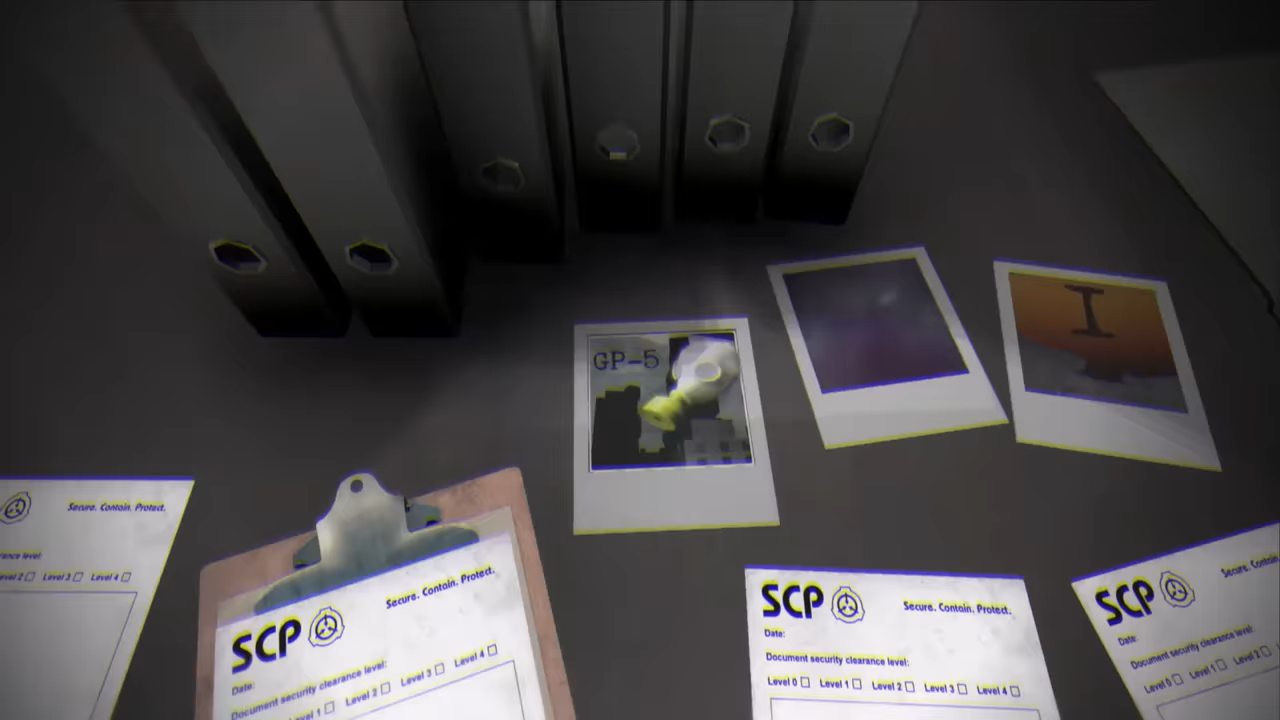 GP-5
I
Secure. Contain. Protect.
level:
Level 2 Level 3 Level 4
SCP Secure. Contain. Protect.
Date:
Document security clearance level:
Level 1 Level 2 Level 3 Level 4
SCP Secure. Contain. Protect.
Date:
Document security clearance level:
Level 0 Level 1 Level 2 Level 3 Level 4
SCP Secure. Contain.
Date:
Document security clearance level:
Level 0 Level 1 Level 2